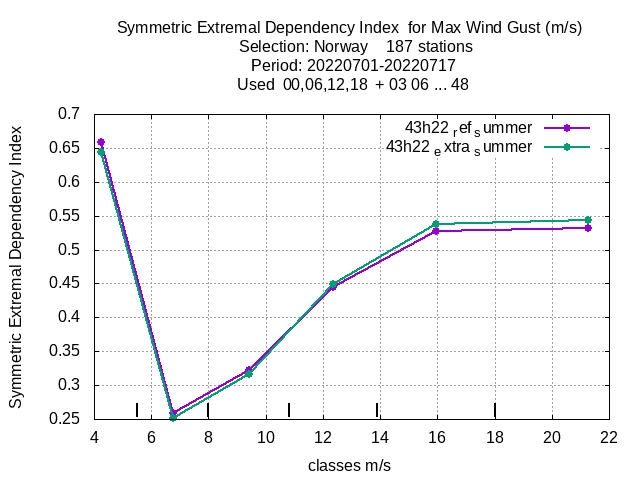 Symmetric Extremal Dependency Index for Max Wind Gust (m/s)
Selection: Norway 187 stations
Period: 20220701-20220717
Used 00,06,12,18 + 03 06 ... 48
0.7
0.65
0.6
0.55
0.5
0.45
0.4
0.35
0.3
0.25
Symmetric Extremal Dependency Index
43h22 ref summer
43h22 extra summer
4 6 8 10 12 14 16 18 20 22
classes m/s